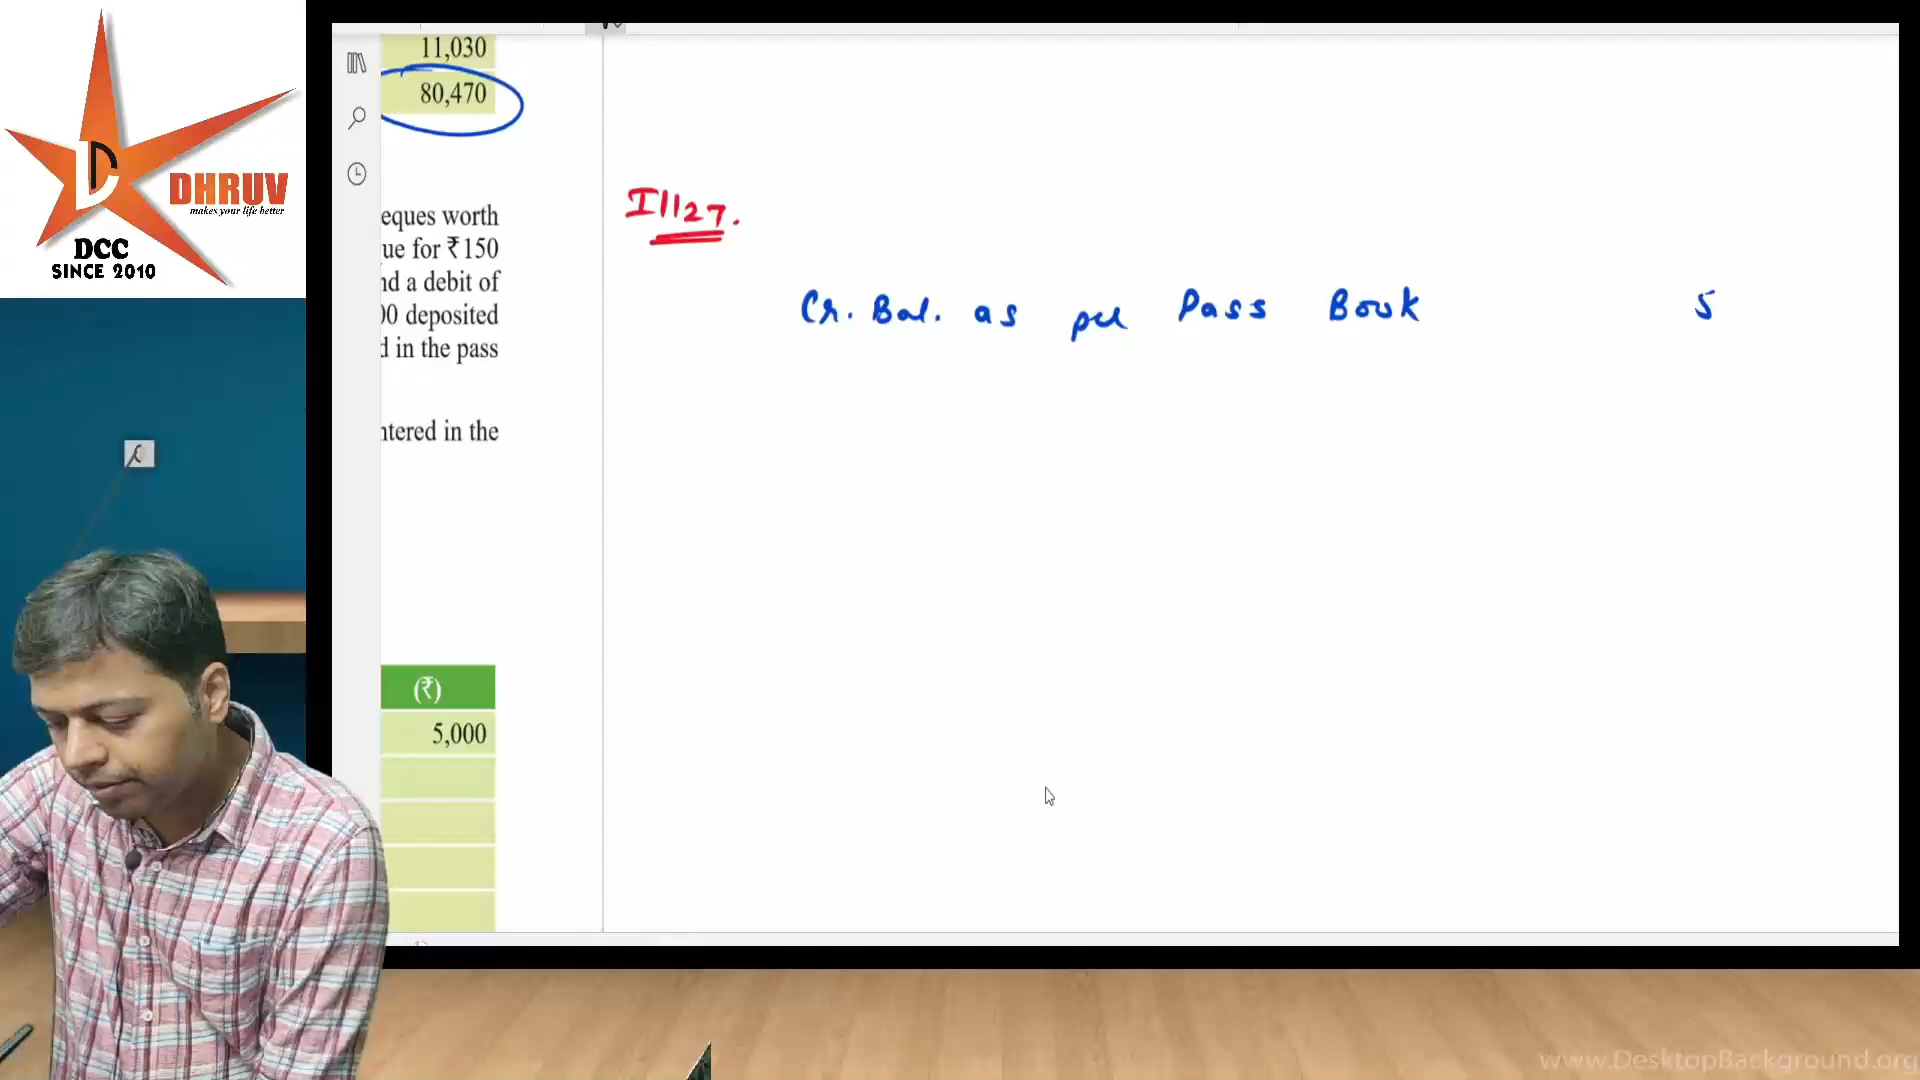 DHRUV
makes your life better
DCC
SINCE 2010
11,030
80,470
eques worth
ue for ₹150
nd a debit of
00 deposited
d in the pass
ntered in the
(₹)
5,000
Ill 27.
Cr. Bal. as per Pass Book 5
www.DesktopBackground.org